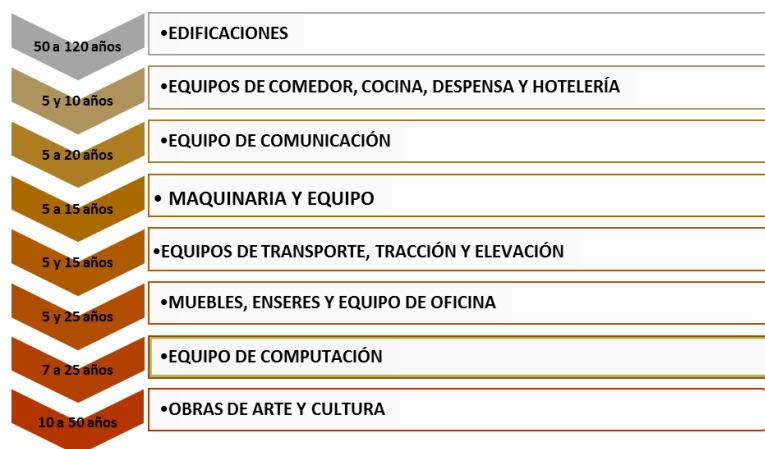 50 a 120 años
•EDIFICACIONES
5 y 10 años
•EQUIPOS DE COMEDOR, COCINA, DESPENSA Y HOTELERÍA
5 a 20 años
•EQUIPO DE COMUNICACIÓN
5 a 15 años
• MAQUINARIA Y EQUIPO
5 y 15 años
•EQUIPOS DE TRANSPORTE, TRACCIÓN Y ELEVACIÓN
5 y 25 años
•MUEBLES, ENSERES Y EQUIPO DE OFICINA
7 a 25 años
•EQUIPO DE COMPUTACIÓN
10 a 50 años
•OBRAS DE ARTE Y CULTURA